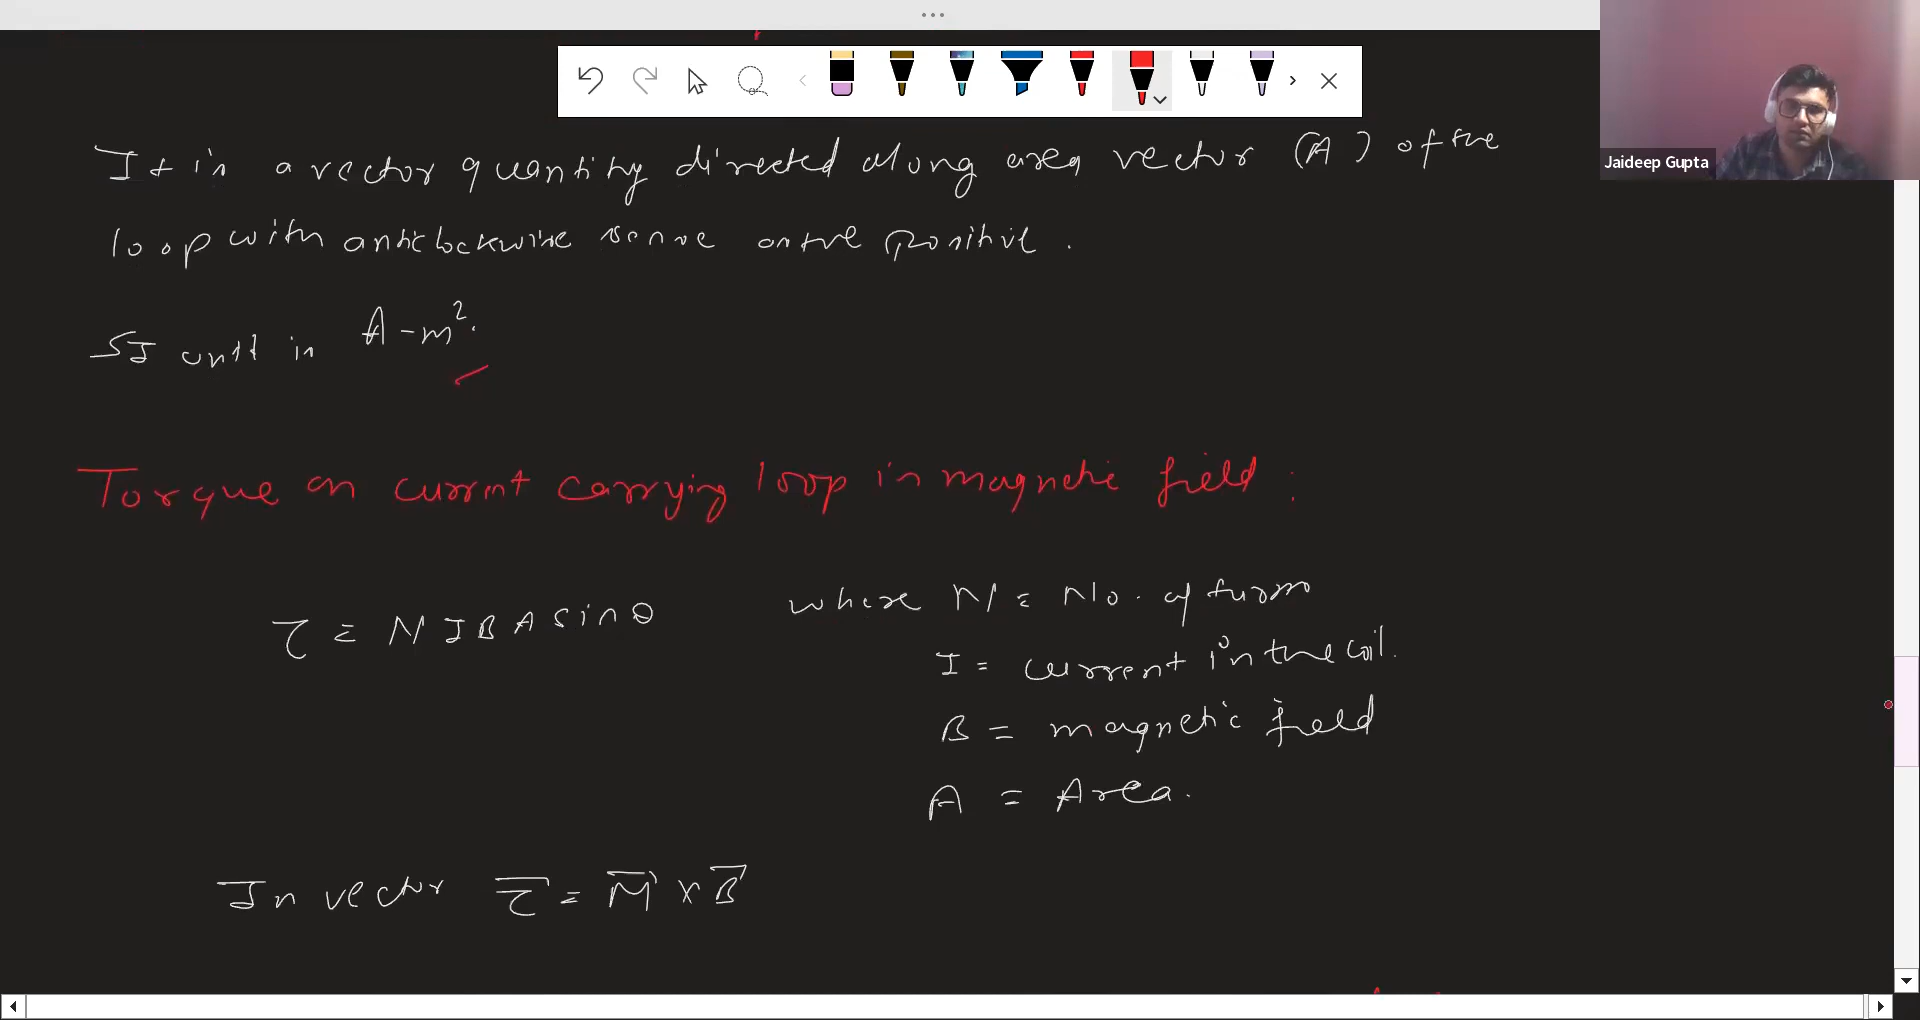 Jaideep Gupta
It is a vector quantity directed along area vector (A) of the
loop with anticlockwise sense as the positive.
SI unit is A-m².
Torque on current carrying loop in magnetic field :
τ = NIBA sinθ
where N = No. of turns
I = current in the coil.
B = magnetic field
A = Area.
In vector τ⃗ = M⃗ × B⃗